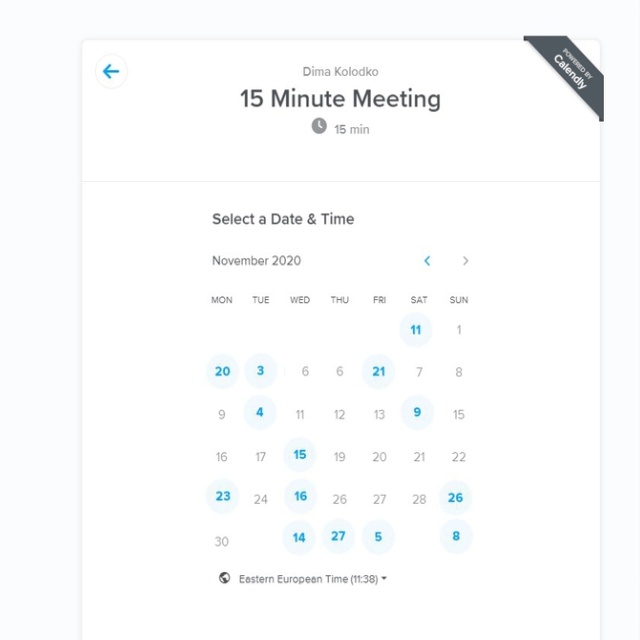 POWERED BY
Calendly
Dima Kolodko
15 Minute Meeting
15 min
Select a Date & Time
November 2020
MON TUE WED THU FRI SAT SUN
11 1
20 3 6 6 21 7 8
9 4 11 12 13 9 15
16 17 15 19 20 21 22
23 24 16 26 27 28 26
30 14 27 5 8
Eastern European Time (11:38)